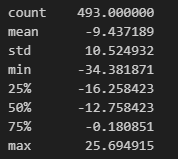 count 493.000000
mean -9.437189
std 10.524932
min -34.381871
25% -16.258423
50% -12.758423
75% -0.180851
max 25.694915